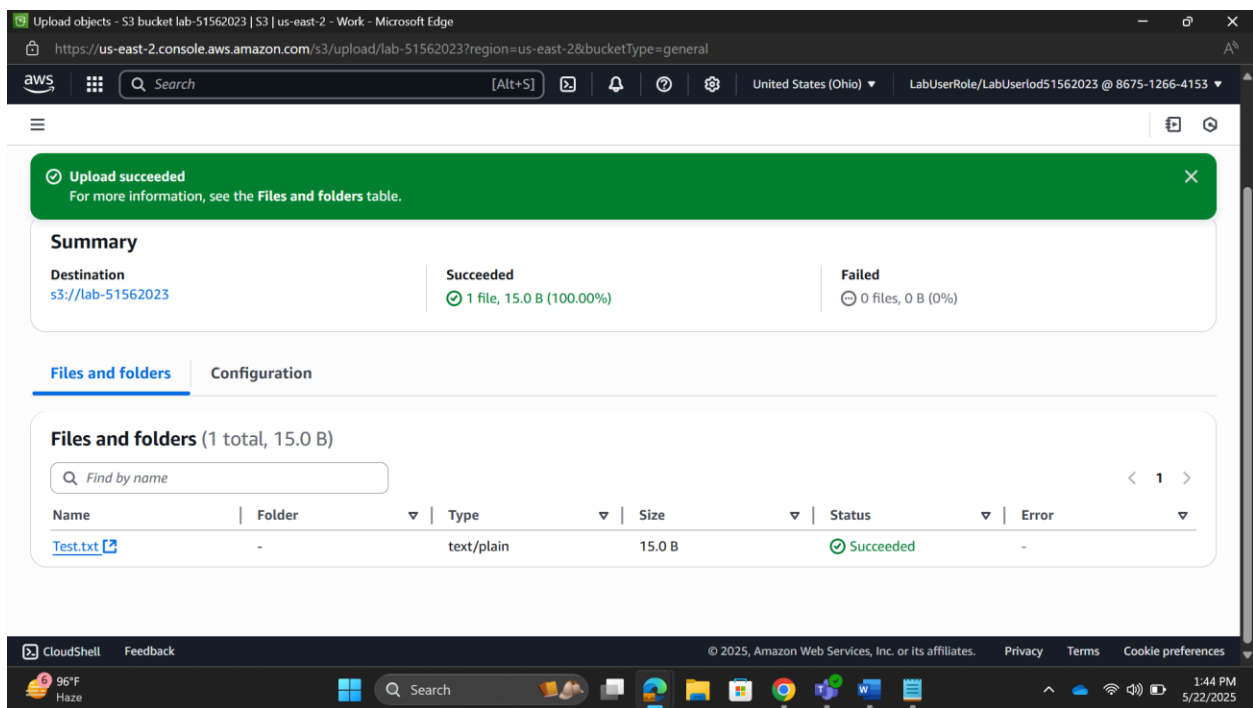 Upload objects - S3 bucket lab-51562023 | S3 | us-east-2 - Work - Microsoft Edge
https://us-east-2.console.aws.amazon.com/s3/upload/lab-51562023?region=us-east-2&bucketType=general
aws Search [Alt+S] United States (Ohio) LabUserRole/LabUserlod51562023 @ 8675-1266-4153
Upload succeeded
For more information, see the Files and folders table.
Summary
Destination Succeeded Failed
s3://lab-51562023 1 file, 15.0 B (100.00%) 0 files, 0 B (0%)
Files and folders Configuration
Files and folders (1 total, 15.0 B)
Find by name 1
Name Folder Type Size Status Error
Test.txt - text/plain 15.0 B Succeeded -
CloudShell Feedback © 2025, Amazon Web Services, Inc. or its affiliates. Privacy Terms Cookie preferences
6 96°F Search 1:44 PM
Haze 5/22/2025